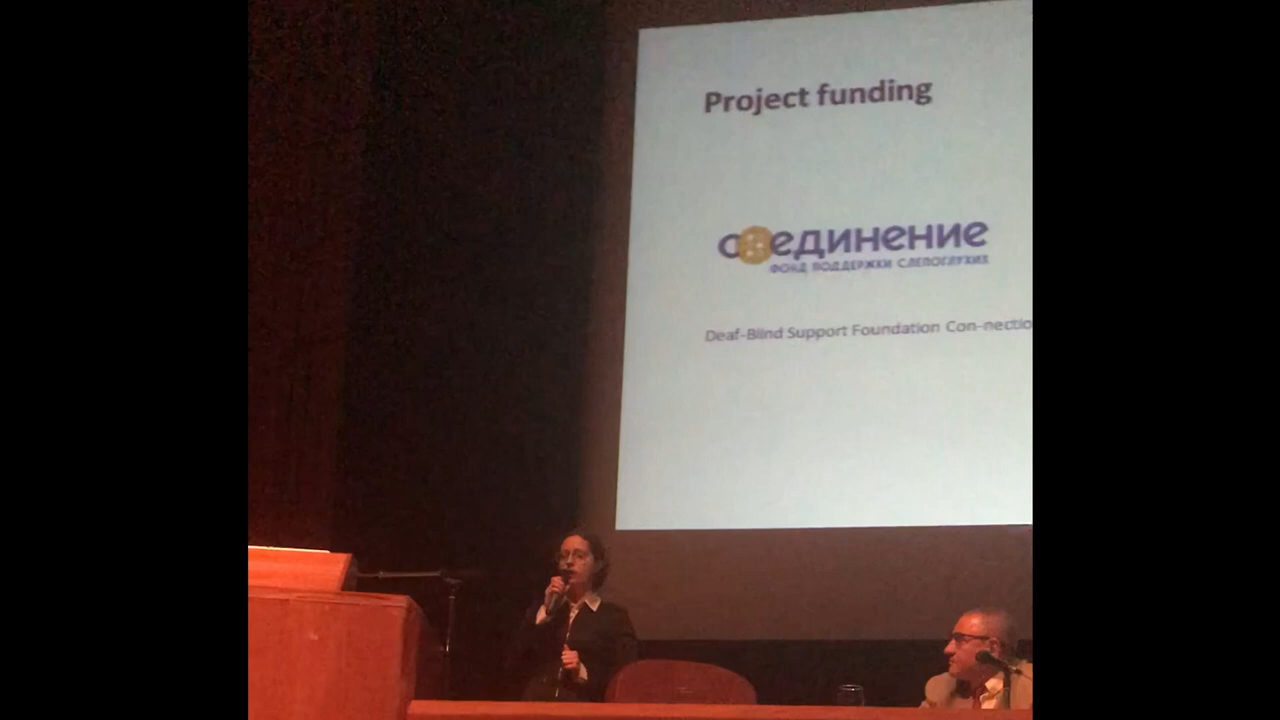 Project funding
соединение
ФОНД ПОДДЕРЖКИ СЛЕПОГЛУХИХ
Deaf-Blind Support Foundation Con-nectio